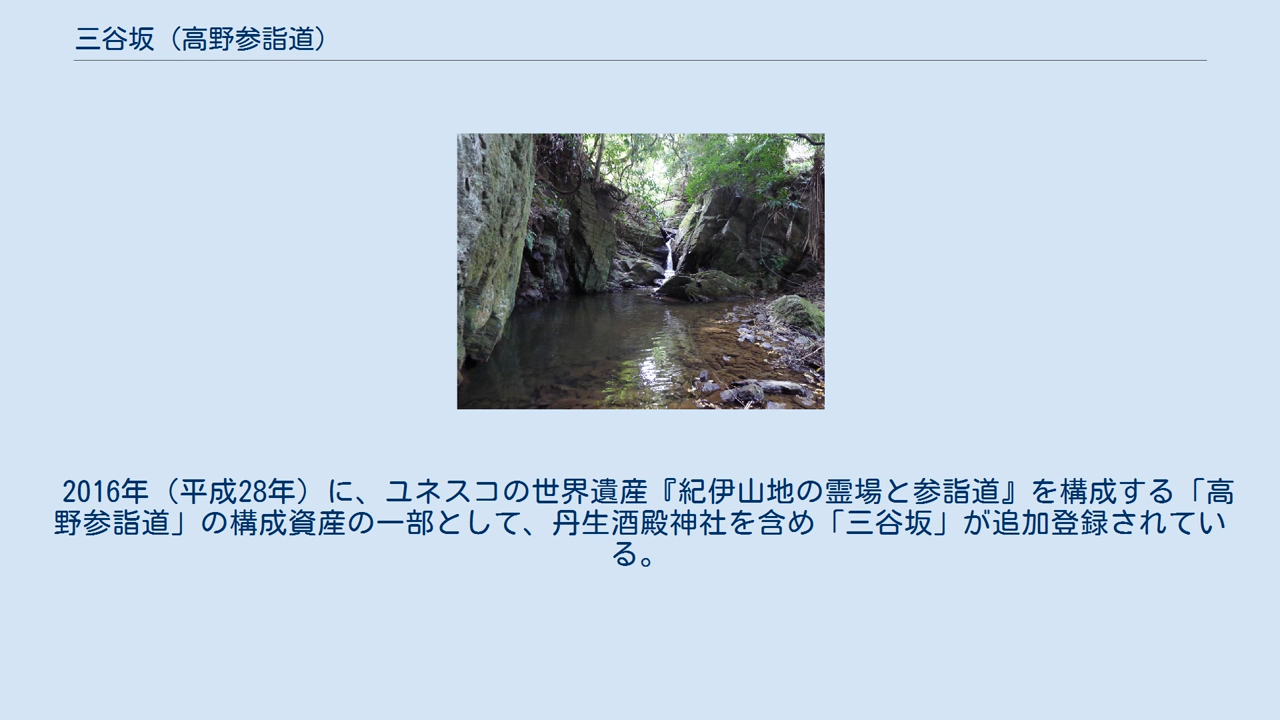 三谷坂（高野参詣道）
2016年（平成28年）に、ユネスコの世界遺産『紀伊山地の霊場と参詣道』を構成する「高
野参詣道」の構成資産の一部として、丹生酒殿神社を含め「三谷坂」が追加登録されてい
る。